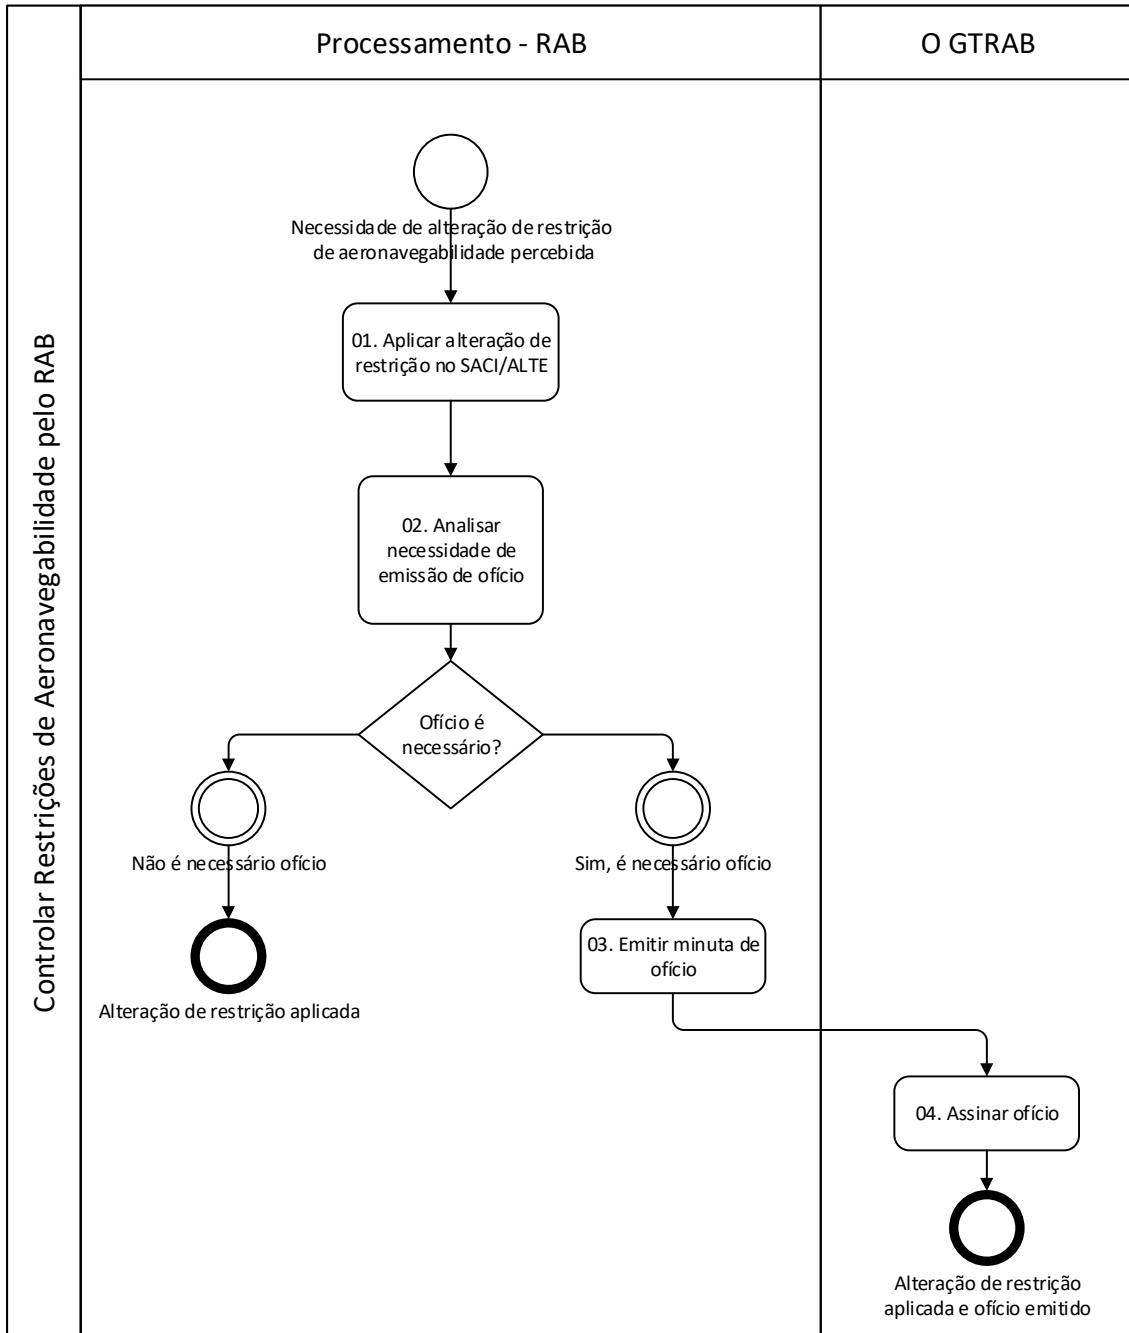 Controlar Restrições de Aeronavegabilidade pelo RAB
Processamento - RAB
O GTRAB
Necessidade de alteração de restrição
de aeronavegabilidade percebida
01. Aplicar alteração de
restrição no SACI/ALTE
02. Analisar
necessidade de
emissão de ofício
Ofício é
necessário?
Não é necessário ofício
Sim, é necessário ofício
Alteração de restrição aplicada
03. Emitir minuta de
ofício
04. Assinar ofício
Alteração de restrição
aplicada e ofício emitido